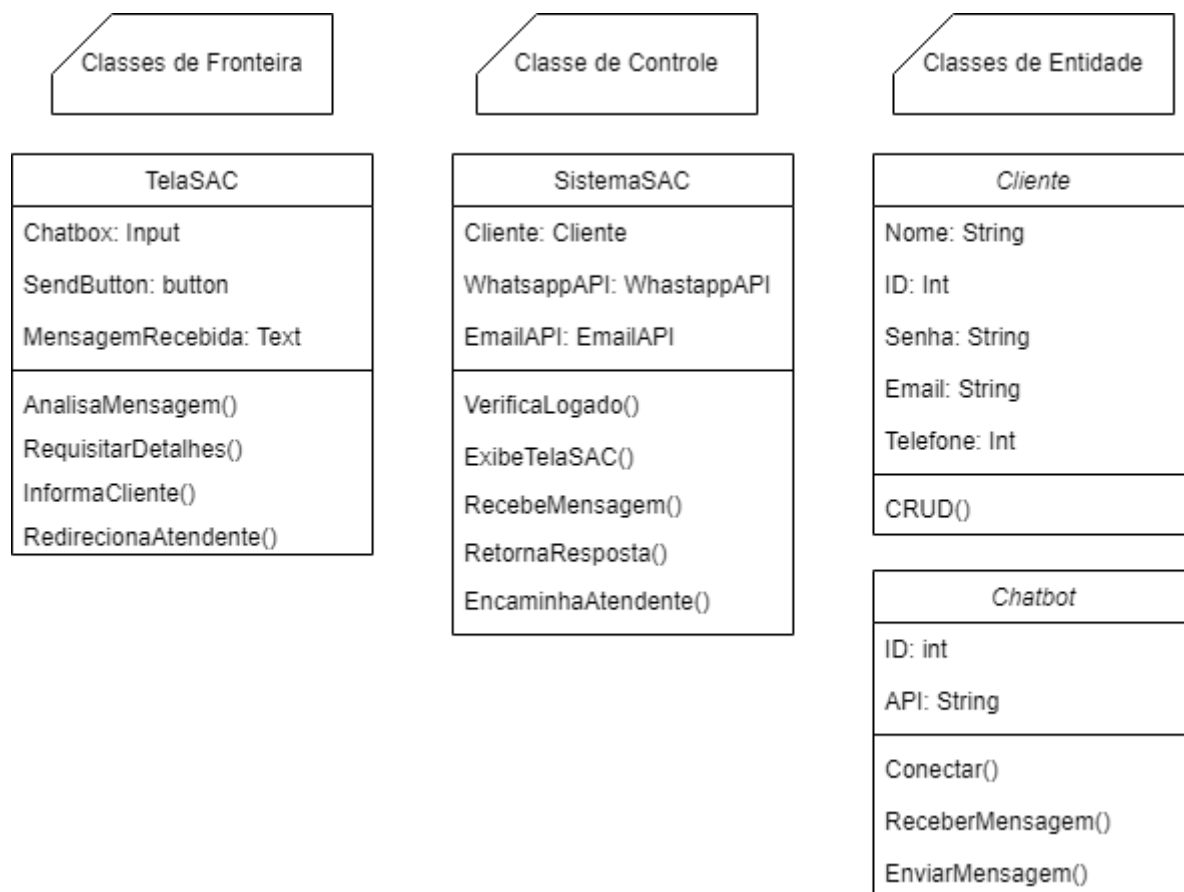 Classes de Fronteira
Classe de Controle
Classes de Entidade
TelaSAC
Chatbox: Input
SendButton: button
MensagemRecebida: Text
AnalisaMensagem()
RequisitarDetalhes()
InformaCliente()
RedirecionaAtendente()
SistemaSAC
Cliente: Cliente
WhatsappAPI: WhastappAPI
EmailAPI: EmailAPI
VerificaLogado()
ExibeTelaSAC()
RecebeMensagem()
RetornaResposta()
EncaminhaAtendente()
Cliente
Nome: String
ID: Int
Senha: String
Email: String
Telefone: Int
CRUD()
Chatbot
ID: int
API: String
Conectar()
ReceberMensagem()
EnviarMensagem()